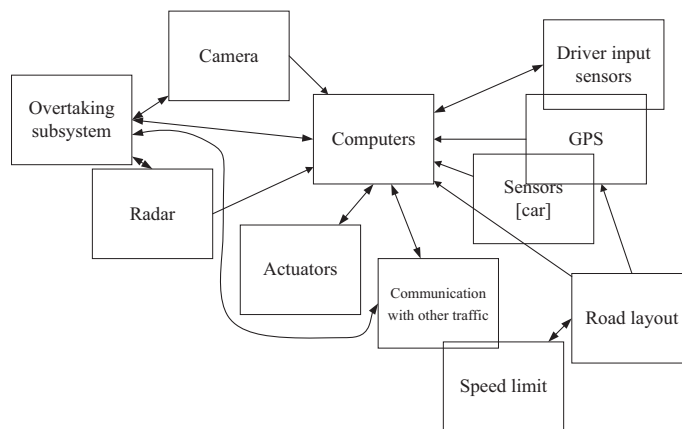 Camera
Driver input
sensors
Overtaking
subsystem
Computers
GPS
Sensors
[car]
Radar
Actuators
Communication
with other traffic
Road layout
Speed limit